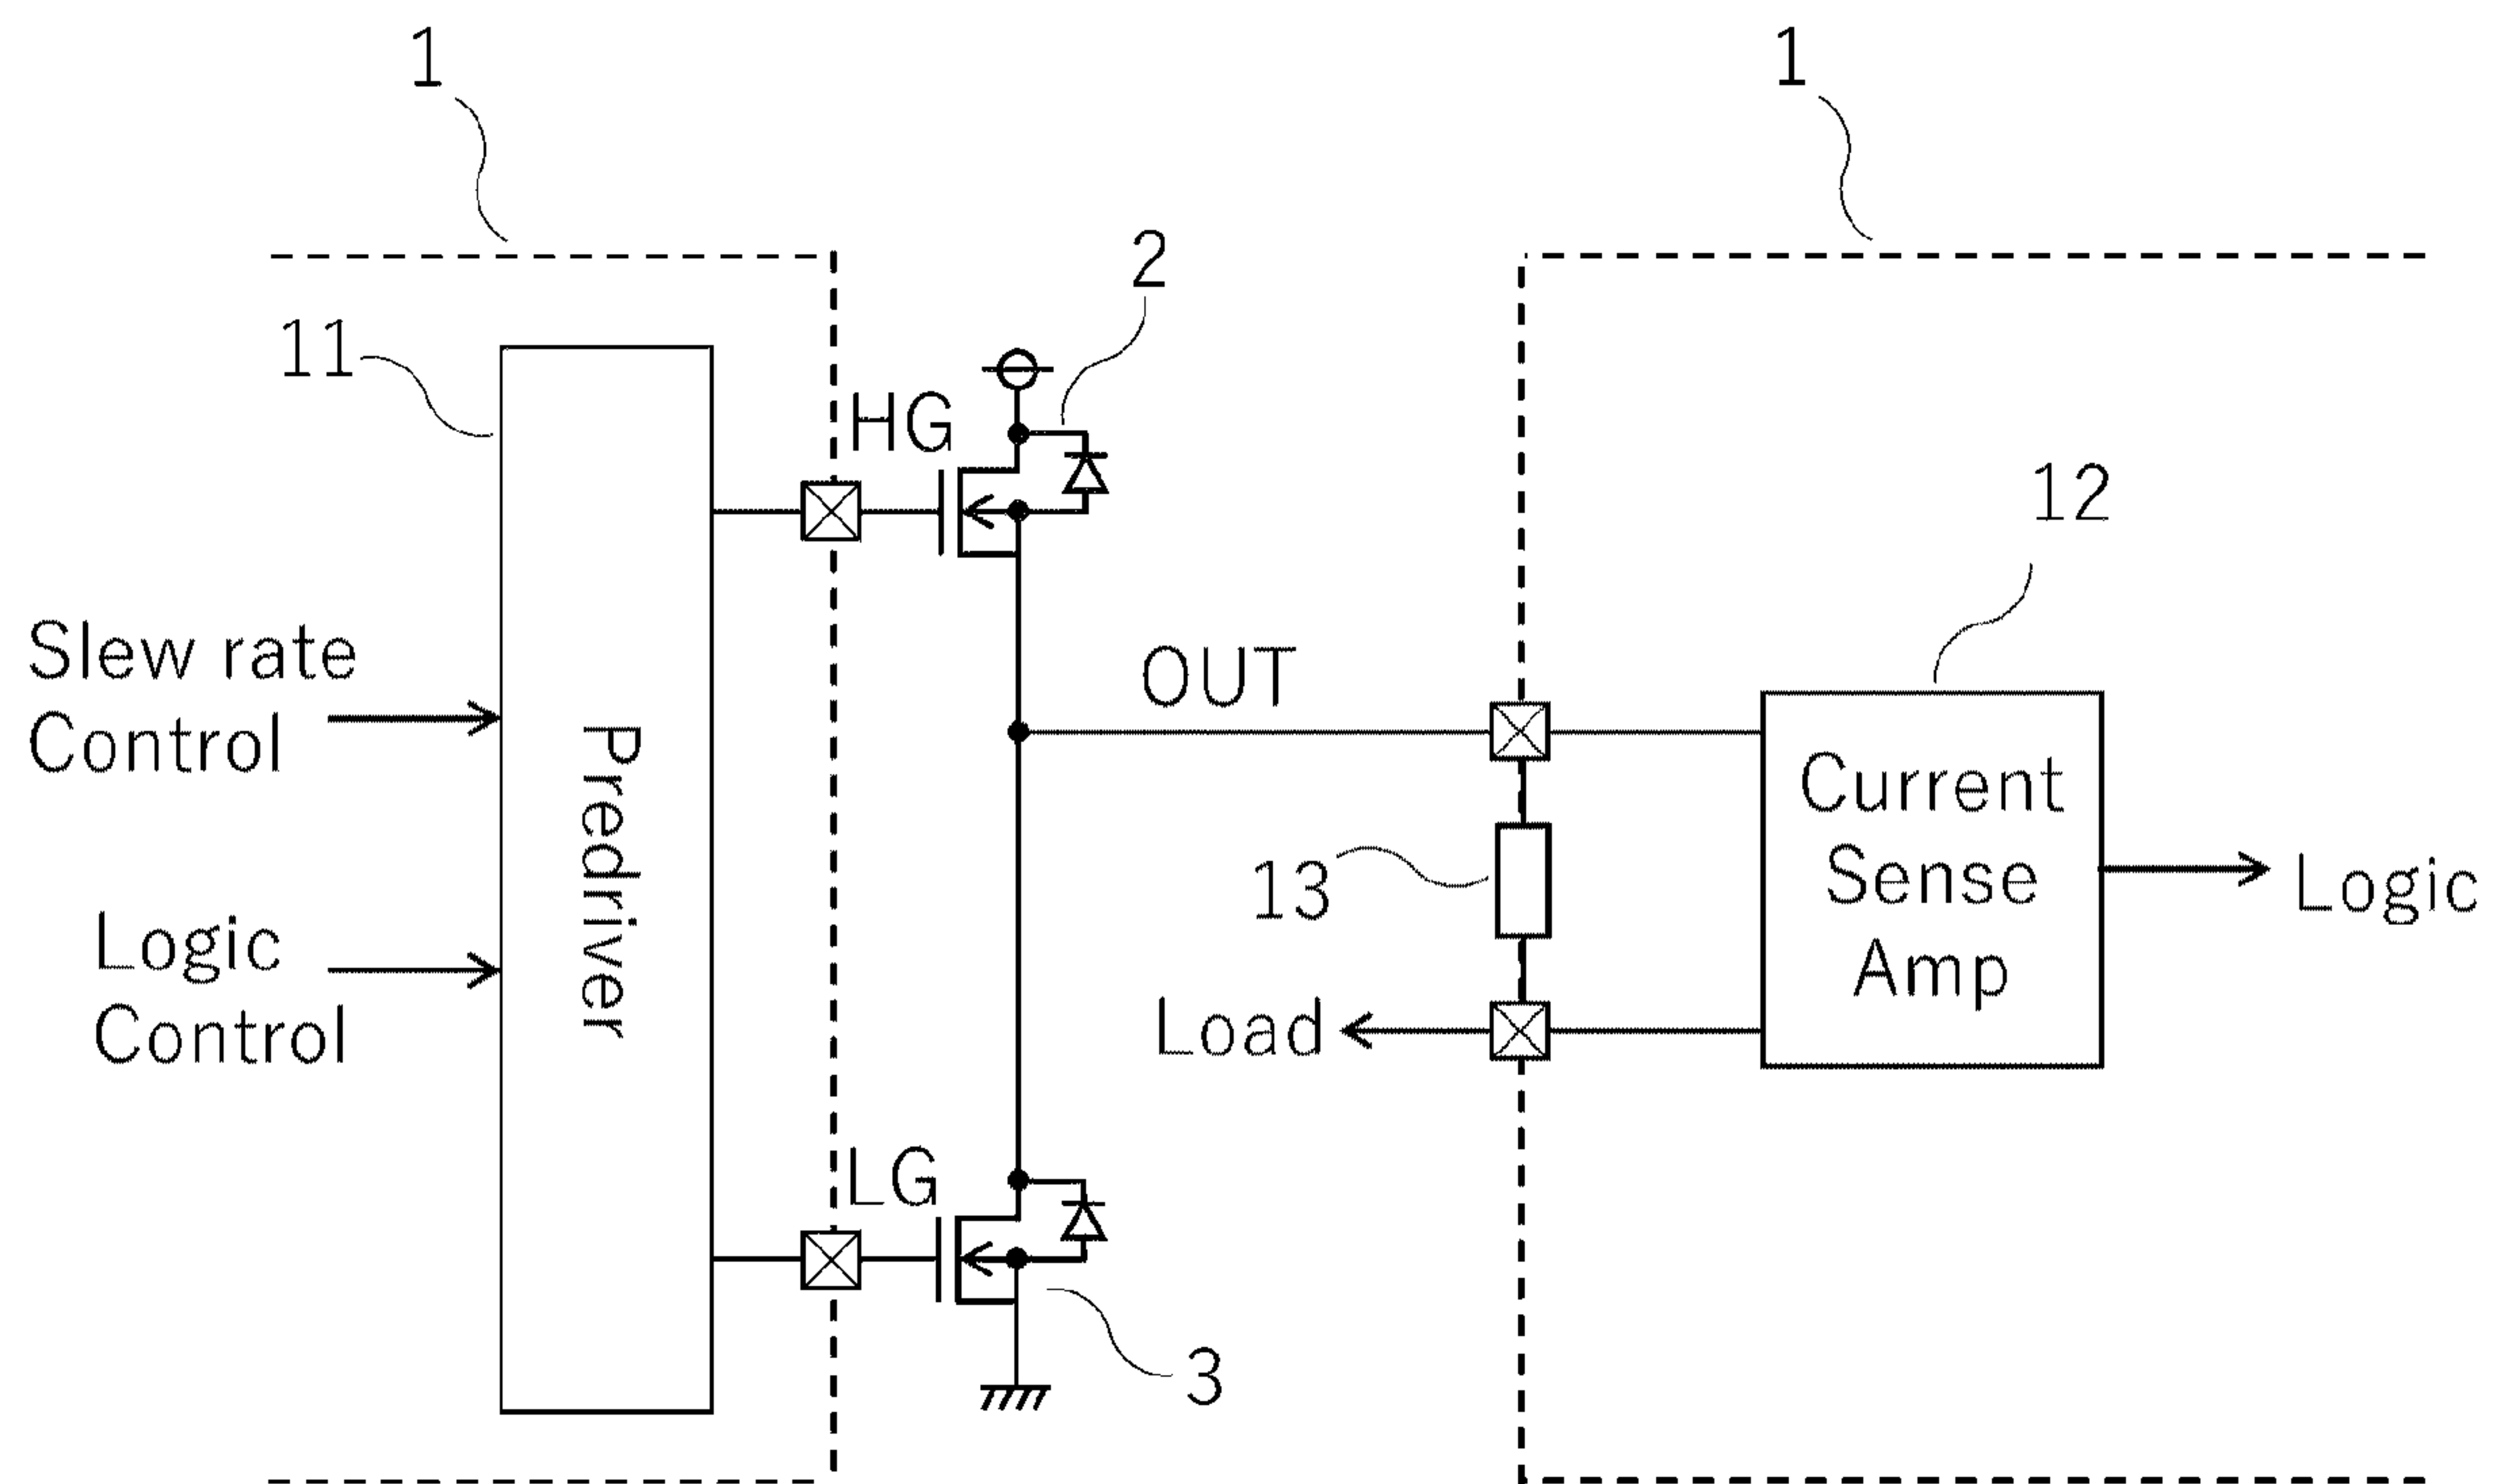 1
1
2
11
HG
12
Slew rate
Control
OUT
Predriver
Current
Sense
Amp
13
Logic
Logic
Control
Load
LG
3